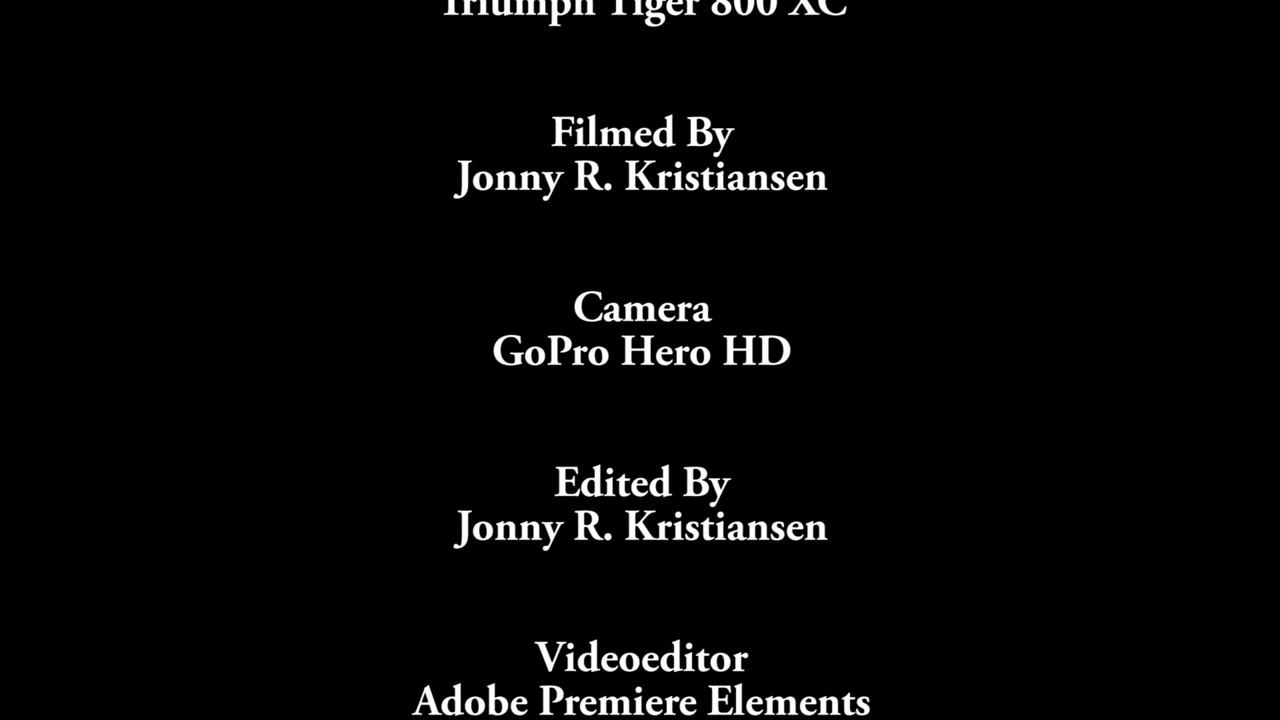 Triumph Tiger 800 XC
Filmed By
Jonny R. Kristiansen
Camera
GoPro Hero HD
Edited By
Jonny R. Kristiansen
Videoeditor
Adobe Premiere Elements